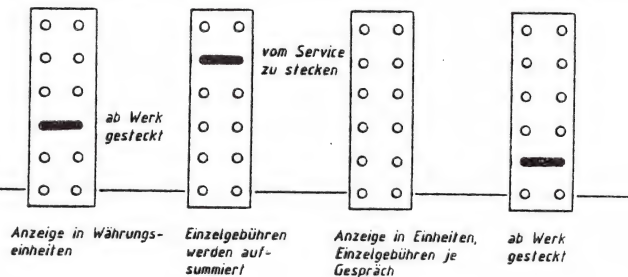 vom Service
zu stecken
ab Werk
gesteckt
ab Werk
gesteckt
Anzeige in Währungs-
einheiten
Einzelgebühren
werden auf-
summiert
Anzeige in Einheiten,
Einzelgebühren je
Gespräch